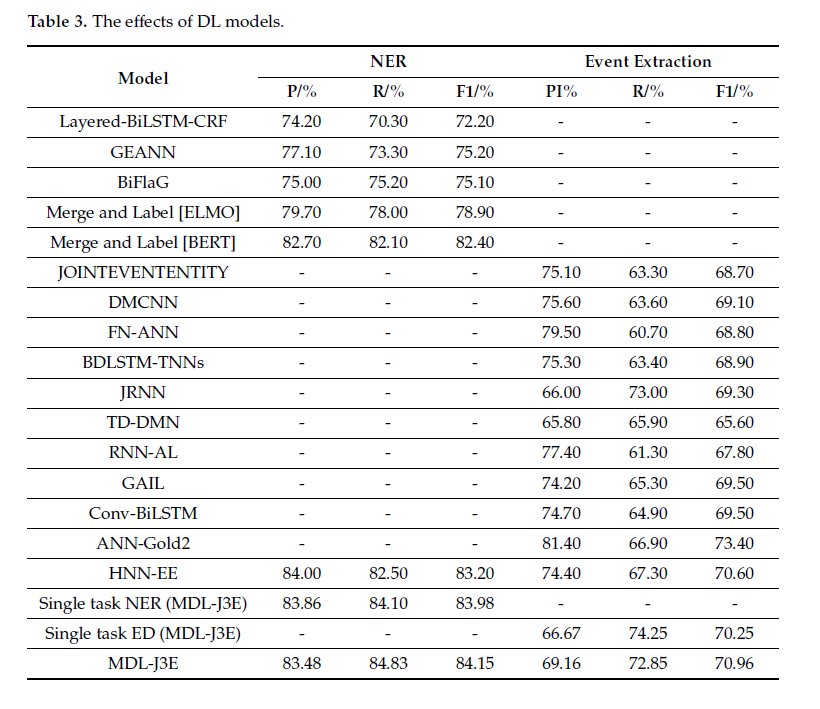 Table 3. The effects of DL models.
Model NER Event Extraction
P/% R/% F1/% PI% R/% F1/%
Layered-BiLSTM-CRF 74.20 70.30 72.20 - - -
GEANN 77.10 73.30 75.20 - - -
BiFlaG 75.00 75.20 75.10 - - -
Merge and Label [ELMO] 79.70 78.00 78.90 - - -
Merge and Label [BERT] 82.70 82.10 82.40 - - -
JOINTEVENTENTITY - - - 75.10 63.30 68.70
DMCNN - - - 75.60 63.60 69.10
FN-ANN - - - 79.50 60.70 68.80
BDLSTM-TNNs - - - 75.30 63.40 68.90
JRNN - - - 66.00 73.00 69.30
TD-DMN - - - 65.80 65.90 65.60
RNN-AL - - - 77.40 61.30 67.80
GAIL - - - 74.20 65.30 69.50
Conv-BiLSTM - - - 74.70 64.90 69.50
ANN-Gold2 - - - 81.40 66.90 73.40
HNN-EE 84.00 82.50 83.20 74.40 67.30 70.60
Single task NER (MDL-J3E) 83.86 84.10 83.98 - - -
Single task ED (MDL-J3E) - - - 66.67 74.25 70.25
MDL-J3E 83.48 84.83 84.15 69.16 72.85 70.96